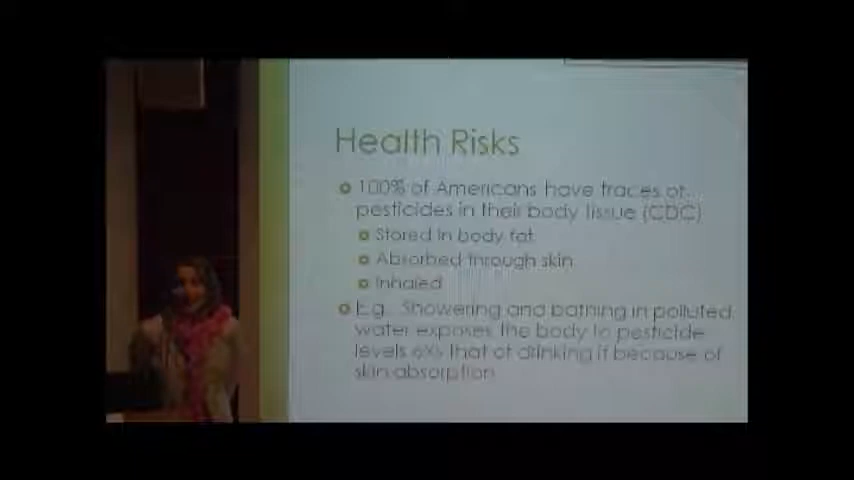 Health Risks
100% of Americans have traces of
pesticides in their body tissue (CDC)
Stored in body fat
Absorbed through skin
Inhaled
E.g. Showering and bathing in polluted
water exposes the body to pesticide
levels 6Xs that of drinking it because of
skin absorption